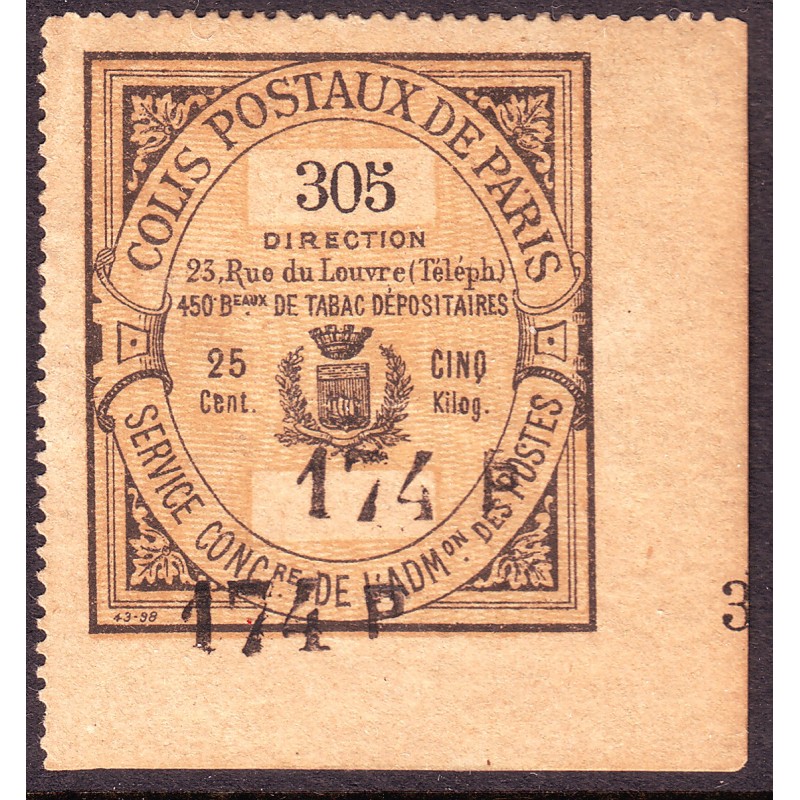 COLIS POSTAUX DE PARIS
305
DIRECTION
23, Rue du Louvre (Téléph)
450 Beaux DE TABAC DÉPOSITAIRES
25 CINQ
Cent. Kilog.
174 P
SERVICE CONCRE. DE L'ADMON DES POSTES
174 P
43-98
3